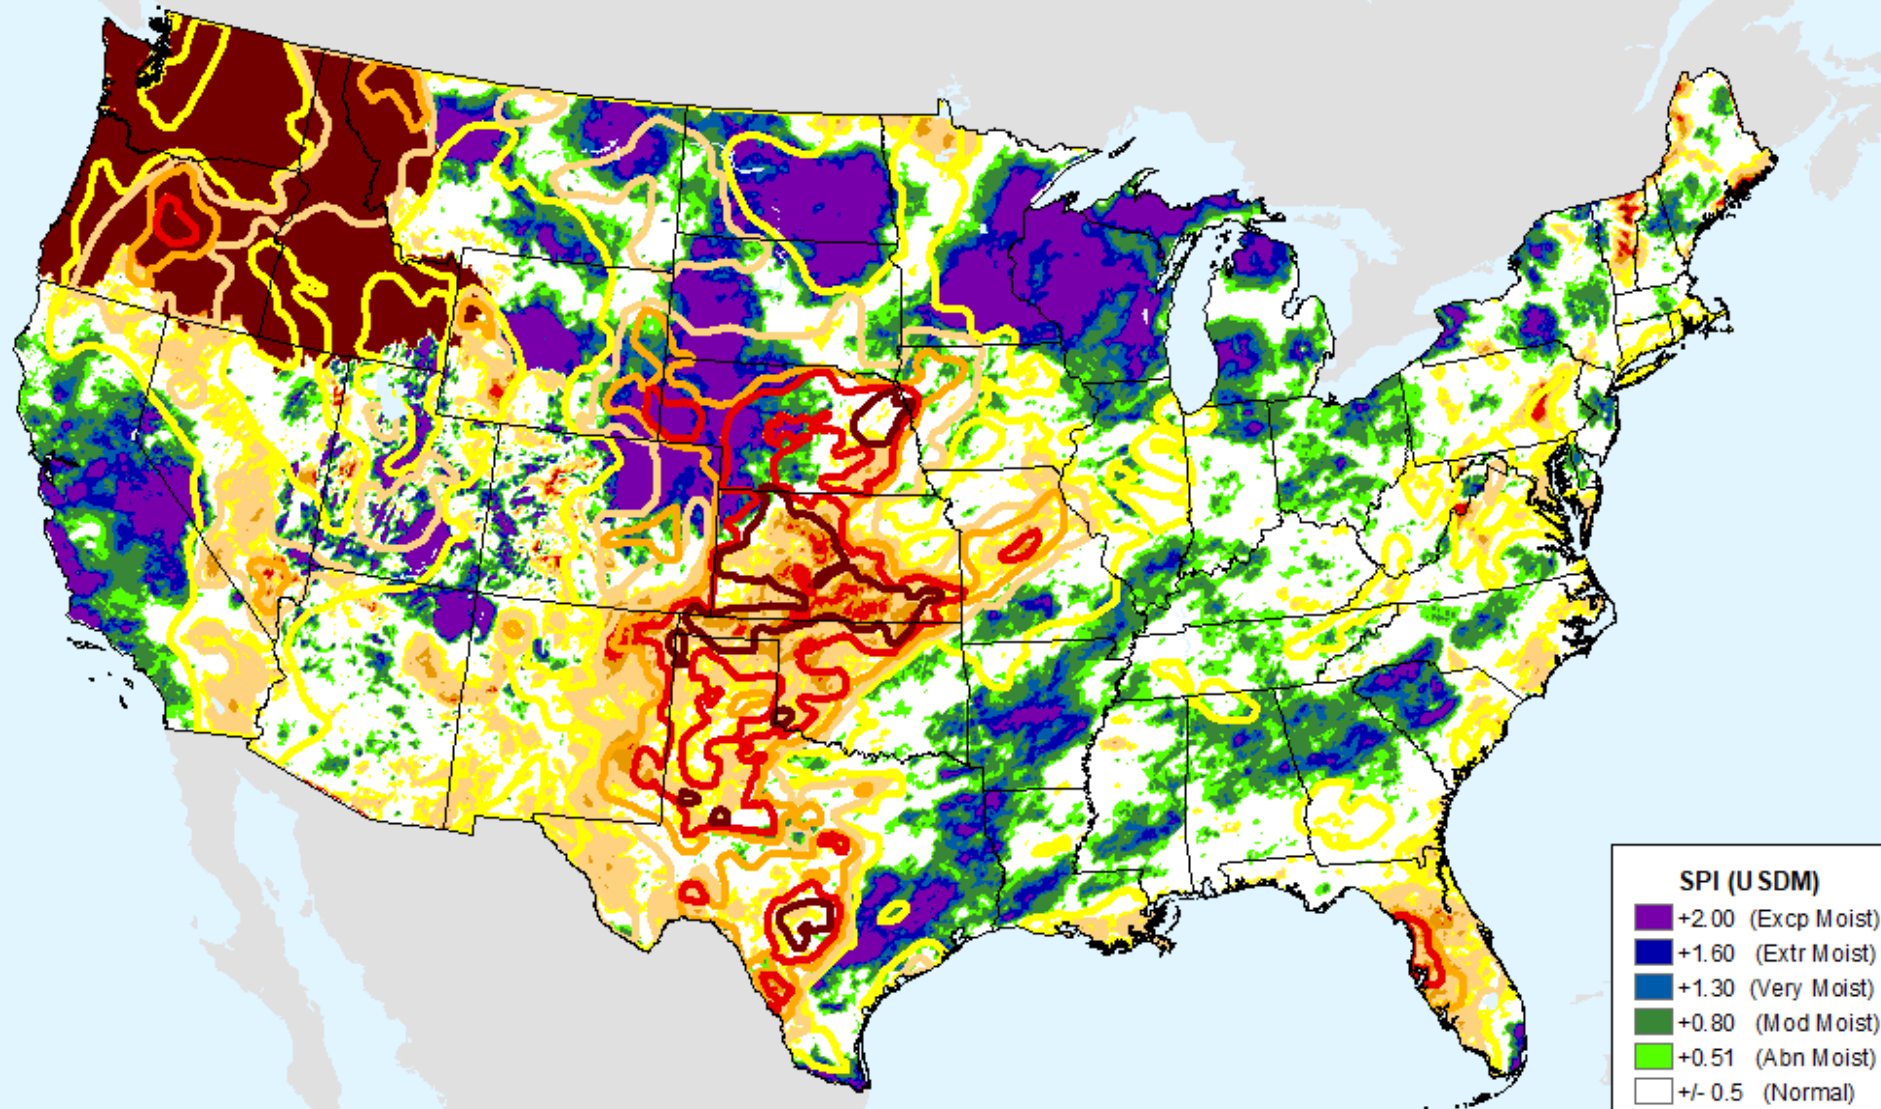 SPI (USDM)
+2.00 (Excp Moist)
+1.60 (Extr Moist)
+1.30 (Very Moist)
+0.80 (Mod Moist)
+0.51 (Abn Moist)
+/- 0.5 (Normal)